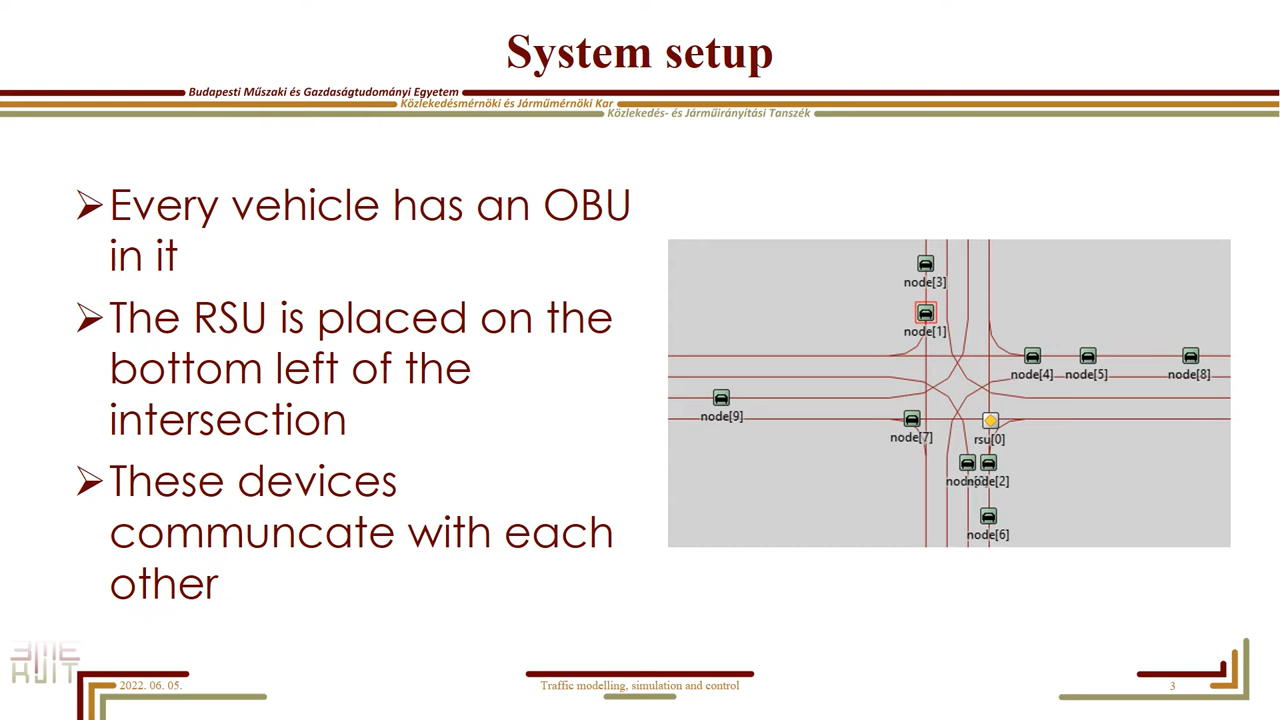 System setup
Budapesti Műszaki és Gazdaságtudományi Egyetem
Közlekedésmérnöki és Járműmérnöki Kar
Közlekedés- és Járműirányítási Tanszék
Every vehicle has an OBU
in it
The RSU is placed on the
bottom left of the
intersection
These devices
communcate with each
other
node[3]
node[1]
node[4]
node[5]
node[8]
node[9]
node[7]
rsu[0]
node[2]
node[6]
BME
KJIT
2022. 06. 05.
Traffic modelling, simulation and control
3